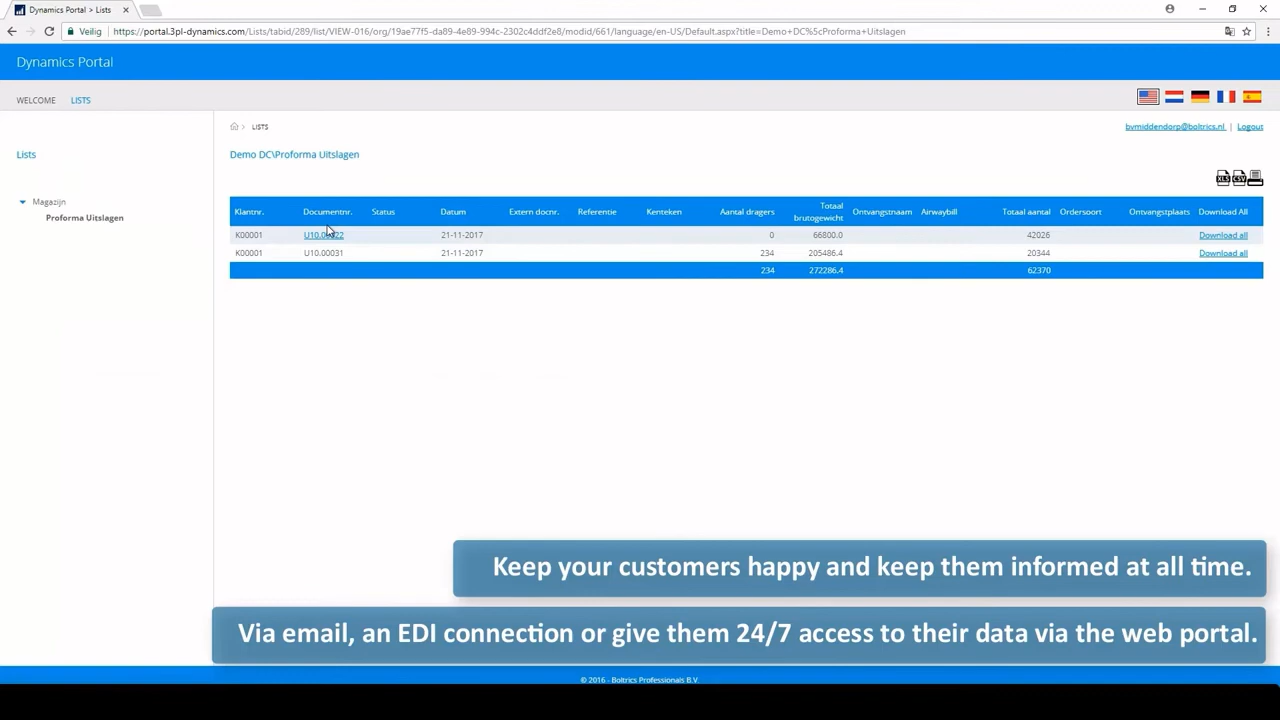 Dynamics Portal > Lists
Veilig
https://portal.3pl-dynamics.com/Lists/tabid/289/list/VIEW-016/org/19ae77f5-da89-4e89-994c-2302c4ddf2e8/modid/661/language/en-US/Default.aspx?title=Demo+DC%5cProforma+Uitslagen
Dynamics Portal
WELCOME LISTS
LISTS
bvmiddendorp@boltrics.nl | Logout
Lists
Demo DC\Proforma Uitslagen
XLS CSV
Magazijn
Proforma Uitslagen
Klantnr. Documentnr. Status Datum Extern docnr. Referentie Kenteken Aantal dragers Totaal brutogewicht Ontvangstnaam Airwaybill Totaal aantal Ordersoort Ontvangstplaats Download All
K00001 21-11-2017 0 66800.0 42026 Download all
K00001 U10.00031 21-11-2017 234 205486.4 20344 Download all
234 272286.4 62370
Keep your customers happy and keep them informed at all time.
Via email, an EDI connection or give them 24/7 access to their data via the web portal.
© 2016 - Boltrics Professionals B.V